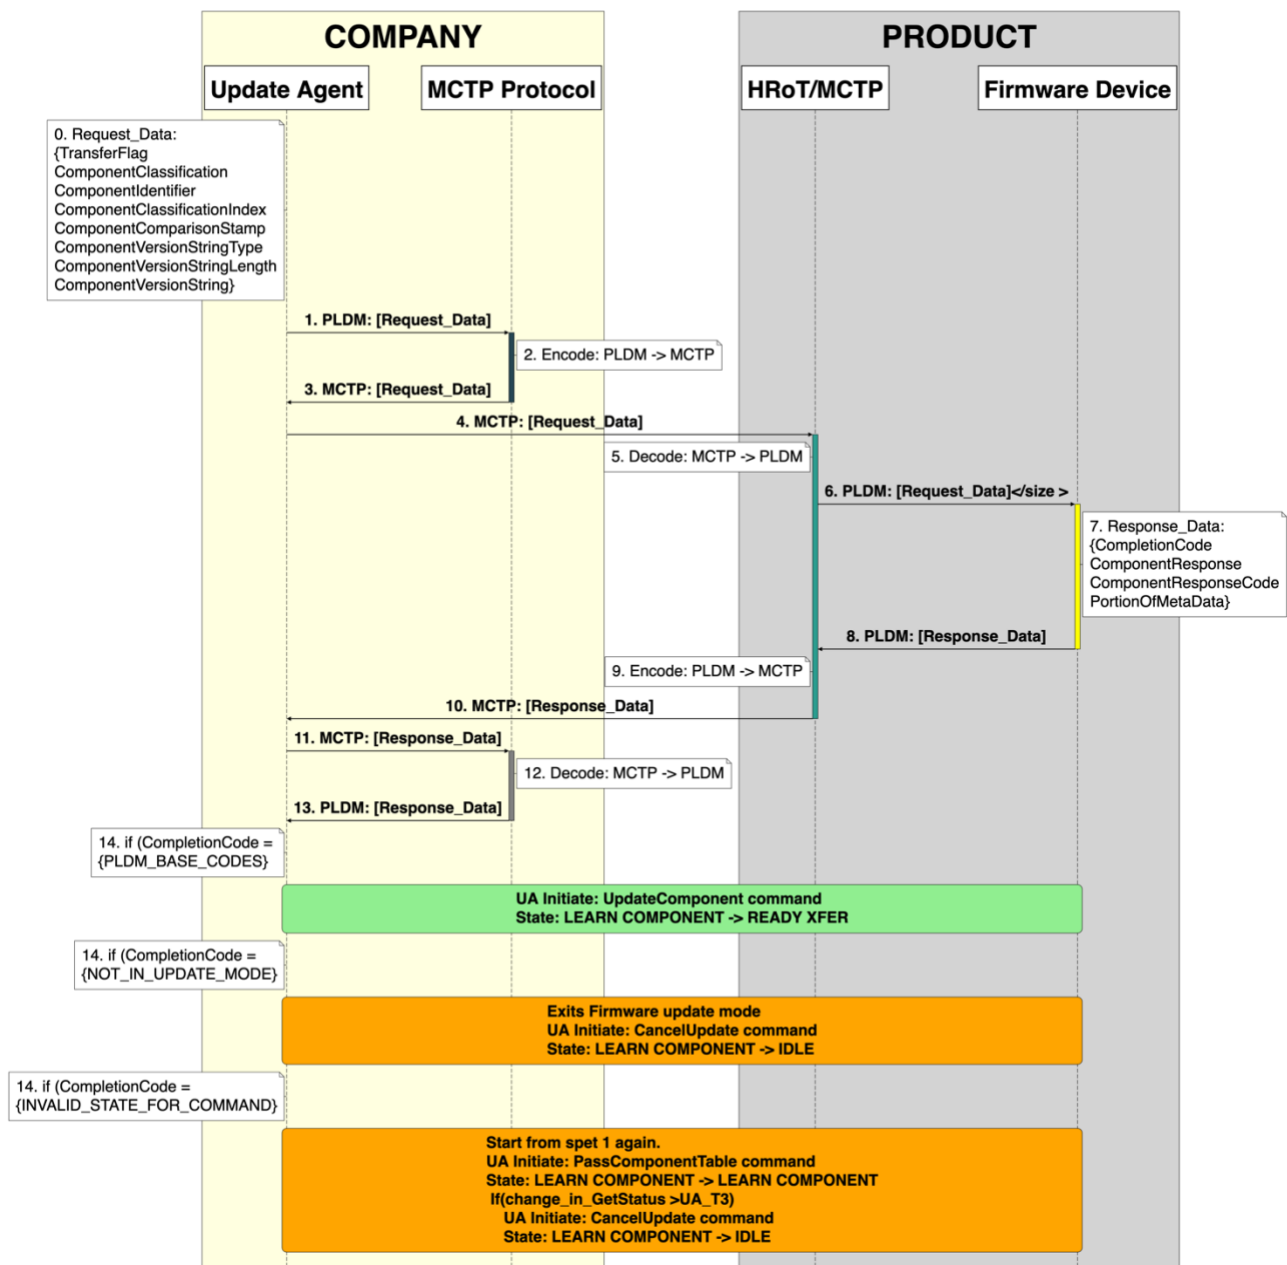 COMPANY
PRODUCT
Update Agent
MCTP Protocol
HRoT/MCTP
Firmware Device
0. Request_Data:
{TransferFlag
ComponentClassification
ComponentIdentifier
ComponentClassificationIndex
ComponentComparisonStamp
ComponentVersionStringType
ComponentVersionStringLength
ComponentVersionString}
1. PLDM: [Request_Data]
2. Encode: PLDM -> MCTP
3. MCTP: [Request_Data]
4. MCTP: [Request_Data]
5. Decode: MCTP -> PLDM
6. PLDM: [Request_Data]</size >
7. Response_Data:
{CompletionCode
ComponentResponse
ComponentResponseCode
PortionOfMetaData}
8. PLDM: [Response_Data]
9. Encode: PLDM -> MCTP
10. MCTP: [Response_Data]
11. MCTP: [Response_Data]
12. Decode: MCTP -> PLDM
13. PLDM: [Response_Data]
14. if (CompletionCode =
{PLDM_BASE_CODES}
UA Initiate: UpdateComponent command
State: LEARN COMPONENT -> READY XFER
14. if (CompletionCode =
{NOT_IN_UPDATE_MODE}
Exits Firmware update mode
UA Initiate: CancelUpdate command
State: LEARN COMPONENT -> IDLE
14. if (CompletionCode =
{INVALID_STATE_FOR_COMMAND}
Start from spet 1 again.
UA Initiate: PassComponentTable command
State: LEARN COMPONENT -> LEARN COMPONENT
If(change_in_GetStatus >UA_T3)
UA Initiate: CancelUpdate command
State: LEARN COMPONENT -> IDLE